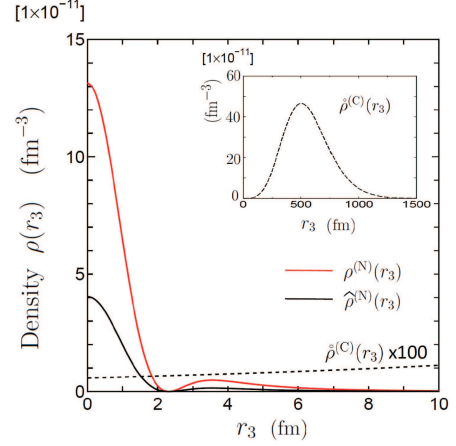 [1×10⁻¹¹]
15
10
5
0
Density ρ(r₃) (fm⁻³)
0 2 4 6 8 10
r₃ (fm)
[1×10⁻¹¹]
60
40
20
0
(fm⁻³)
ρ̊⁽ᶜ⁾(r₃)
0 500 1000 1500
r₃ (fm)
ρ⁽ᴺ⁾(r₃)
ρ̂⁽ᴺ⁾(r₃)
ρ̊⁽ᶜ⁾(r₃) x100